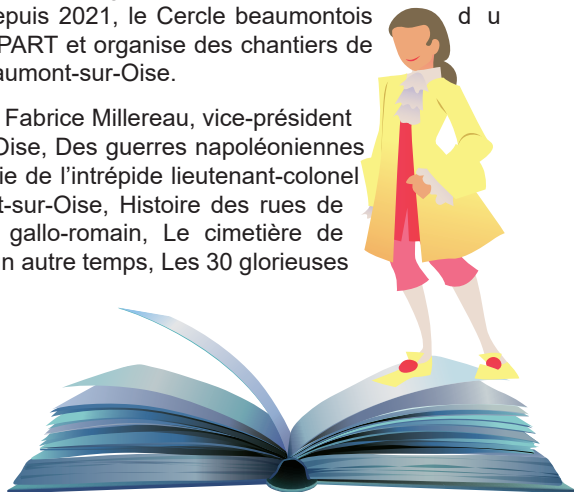 epuis 2021, le Cercle beaumontois d u
PART et organise des chantiers de
aumont-sur-Oise.
Fabrice Millereau, vice-président
Oise, Des guerres napoléoniennes
ie de l’intrépide lieutenant-colonel
t-sur-Oise, Histoire des rues de
gallo-romain, Le cimetière de
n autre temps, Les 30 glorieuses